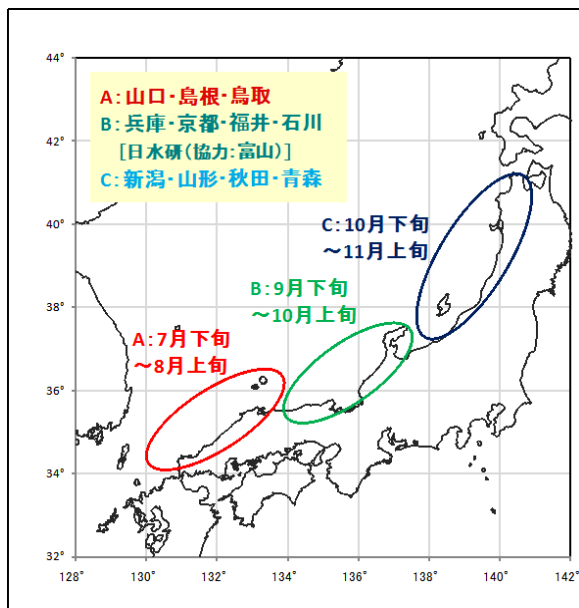 44°
A:山口・島根・鳥取
B:兵庫・京都・福井・石川
[日水研(協力:富山)]
C:新潟・山形・秋田・青森
42°
40°
C:10月下旬
~11月上旬
38°
B:9月下旬
~10月上旬
A:7月下旬
~8月上旬
36°
34°
32°
128° 130° 132° 134° 136° 138° 140° 142°